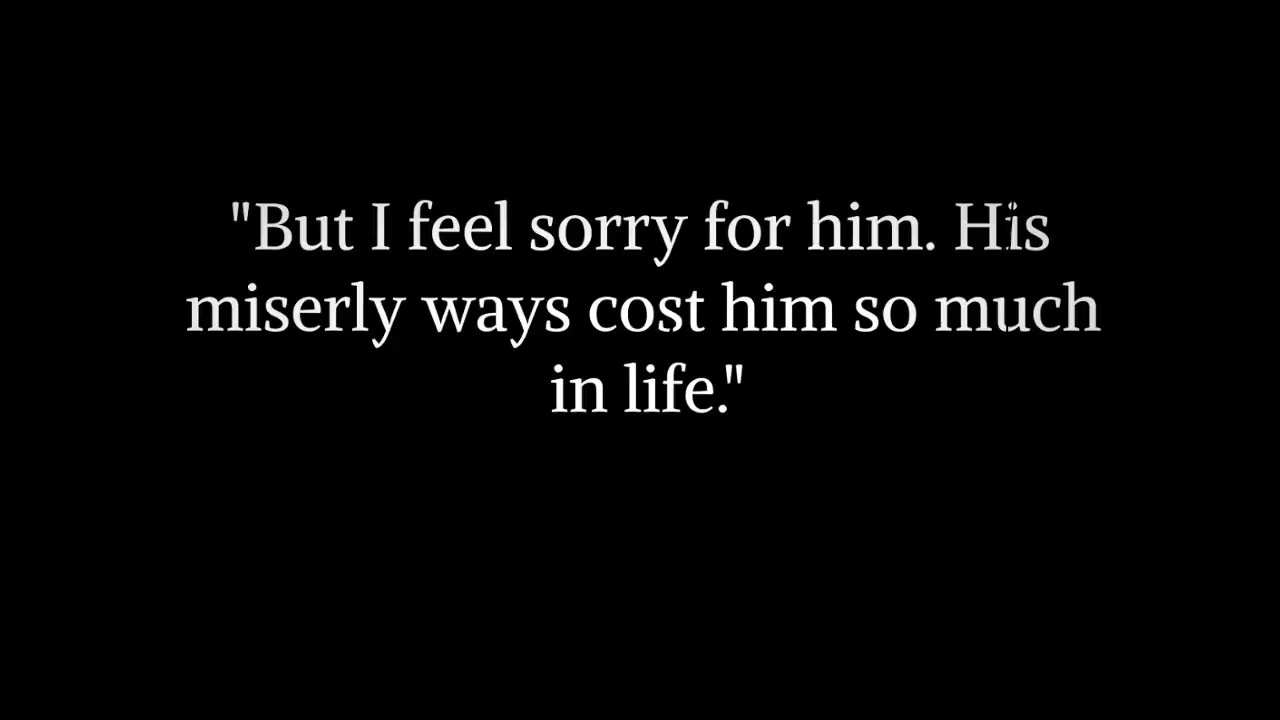 "But I feel sorry for him. His
miserly ways cost him so much
in life."